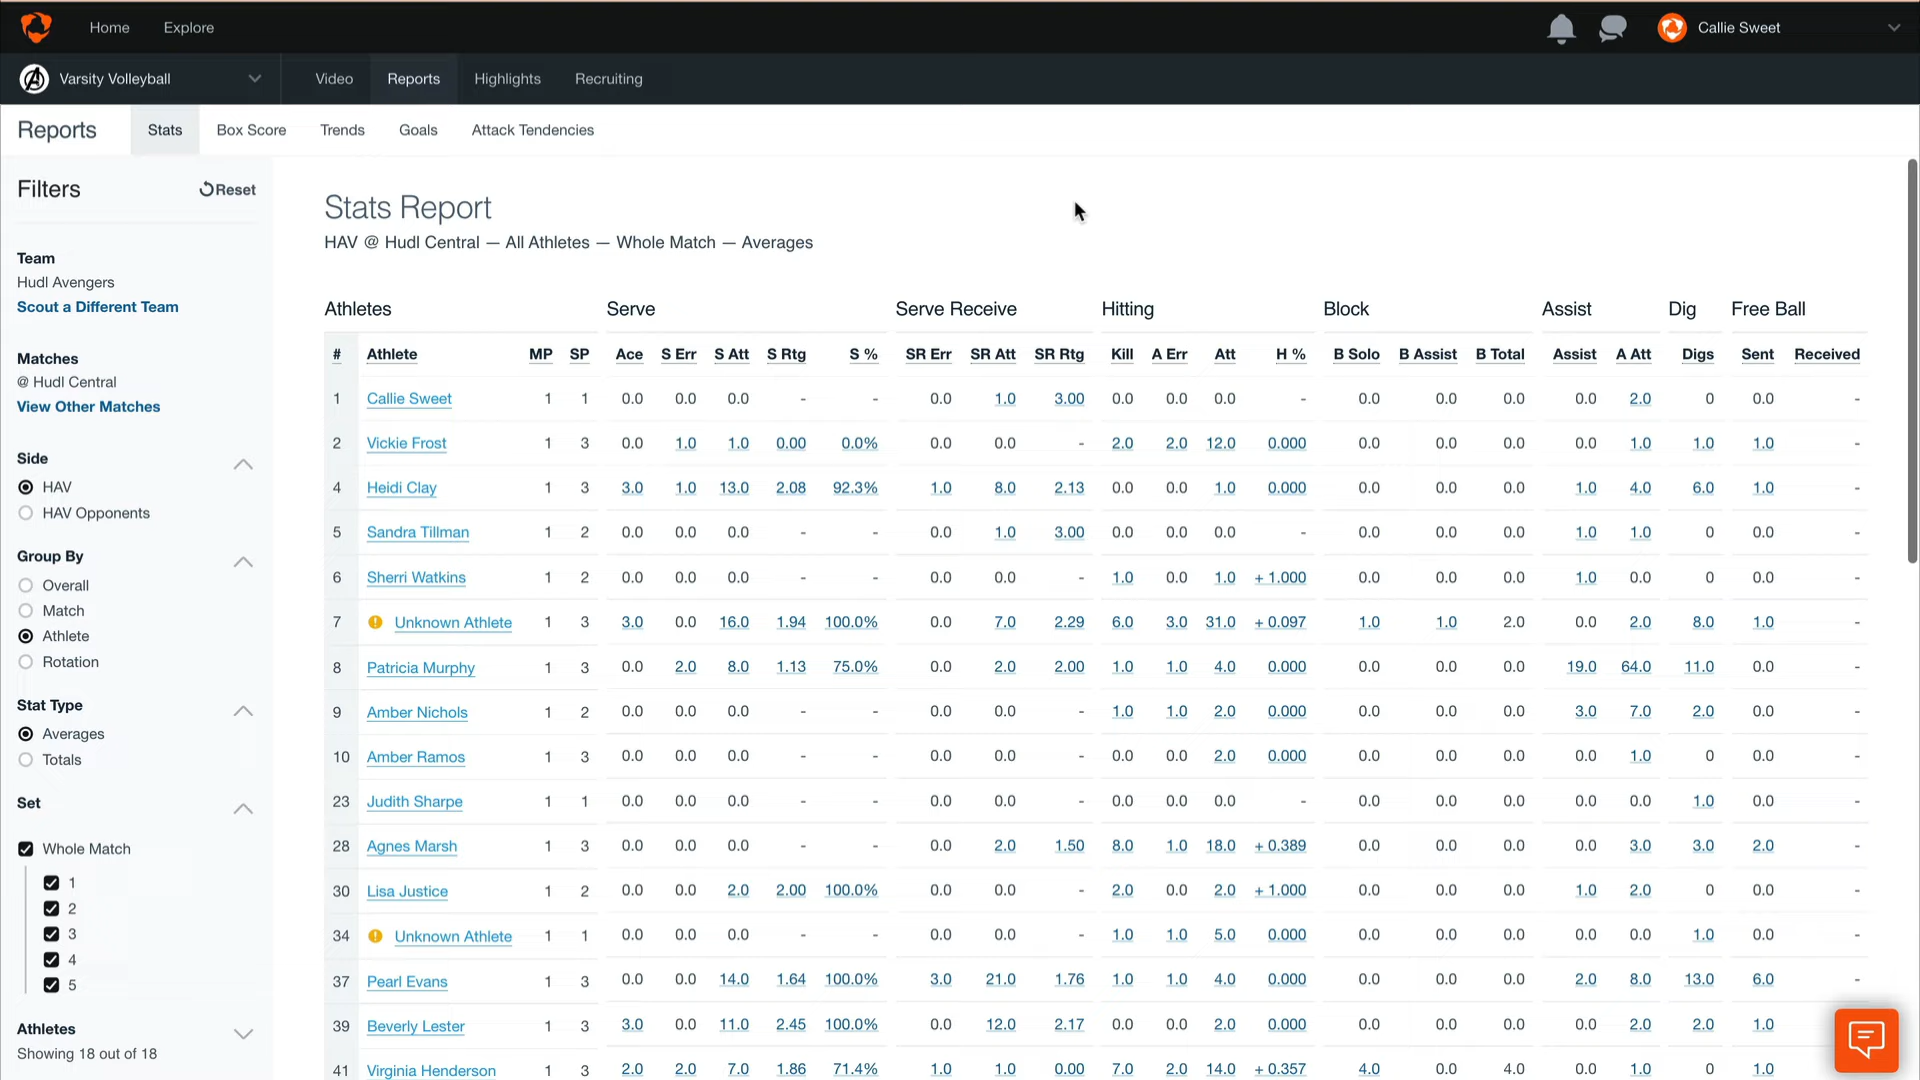 Home Explore Callie Sweet
Varsity Volleyball Video Reports Highlights Recruiting
Reports Stats Box Score Trends Goals Attack Tendencies
Filters Reset
Team
Hudl Avengers
Scout a Different Team
Matches
@ Hudl Central
View Other Matches
Side
HAV
HAV Opponents
Group By
Overall
Match
Athlete
Rotation
Stat Type
Averages
Totals
Set
Whole Match
1
2
3
4
5
Athletes
Showing 18 out of 18
Stats Report
HAV @ Hudl Central — All Athletes — Whole Match — Averages
Athletes Serve Serve Receive Hitting Block Assist Dig Free Ball
# Athlete MP SP Ace S Err S Att S Rtg S % SR Err SR Att SR Rtg Kill A Err Att H % B Solo B Assist B Total Assist A Att Digs Sent Received
1 Callie Sweet 1 1 0.0 0.0 0.0 - - 0.0 1.0 3.00 0.0 0.0 0.0 - 0.0 0.0 0.0 0.0 2.0 0 0.0 -
2 Vickie Frost 1 3 0.0 1.0 1.0 0.00 0.0% 0.0 0.0 - 2.0 2.0 12.0 0.000 0.0 0.0 0.0 0.0 1.0 1.0 1.0 -
4 Heidi Clay 1 3 3.0 1.0 13.0 2.08 92.3% 1.0 8.0 2.13 0.0 0.0 1.0 0.000 0.0 0.0 0.0 1.0 4.0 6.0 1.0 -
5 Sandra Tillman 1 2 0.0 0.0 0.0 - - 0.0 1.0 3.00 0.0 0.0 0.0 - 0.0 0.0 0.0 1.0 1.0 0 0.0 -
6 Sherri Watkins 1 2 0.0 0.0 0.0 - - 0.0 0.0 - 1.0 0.0 1.0 + 1.000 0.0 0.0 0.0 1.0 0.0 0 0.0 -
7 Unknown Athlete 1 3 3.0 0.0 16.0 1.94 100.0% 0.0 7.0 2.29 6.0 3.0 31.0 + 0.097 1.0 1.0 2.0 0.0 2.0 8.0 1.0 -
8 Patricia Murphy 1 3 0.0 2.0 8.0 1.13 75.0% 0.0 2.0 2.00 1.0 1.0 4.0 0.000 0.0 0.0 0.0 19.0 64.0 11.0 0.0 -
9 Amber Nichols 1 2 0.0 0.0 0.0 - - 0.0 0.0 - 1.0 1.0 2.0 0.000 0.0 0.0 0.0 3.0 7.0 2.0 0.0 -
10 Amber Ramos 1 3 0.0 0.0 0.0 - - 0.0 0.0 - 0.0 0.0 2.0 0.000 0.0 0.0 0.0 0.0 1.0 0 0.0 -
23 Judith Sharpe 1 1 0.0 0.0 0.0 - - 0.0 0.0 - 0.0 0.0 0.0 - 0.0 0.0 0.0 0.0 0.0 1.0 0.0 -
28 Agnes Marsh 1 3 0.0 0.0 0.0 - - 0.0 2.0 1.50 8.0 1.0 18.0 + 0.389 0.0 0.0 0.0 0.0 3.0 3.0 2.0 -
30 Lisa Justice 1 2 0.0 0.0 2.0 2.00 100.0% 0.0 0.0 - 2.0 0.0 2.0 + 1.000 0.0 0.0 0.0 1.0 2.0 0 0.0 -
34 Unknown Athlete 1 1 0.0 0.0 0.0 - - 0.0 0.0 - 1.0 1.0 5.0 0.000 0.0 0.0 0.0 0.0 0.0 1.0 0.0 -
37 Pearl Evans 1 3 0.0 0.0 14.0 1.64 100.0% 3.0 21.0 1.76 1.0 1.0 4.0 0.000 0.0 0.0 0.0 2.0 8.0 13.0 6.0 -
39 Beverly Lester 1 3 3.0 0.0 11.0 2.45 100.0% 0.0 12.0 2.17 0.0 0.0 2.0 0.000 0.0 0.0 0.0 0.0 2.0 2.0 1.0 -
41 Virginia Henderson 1 3 2.0 2.0 7.0 1.86 71.4% 1.0 1.0 0.00 7.0 2.0 14.0 + 0.357 4.0 0.0 4.0 0.0 1.0 0 1.0 -